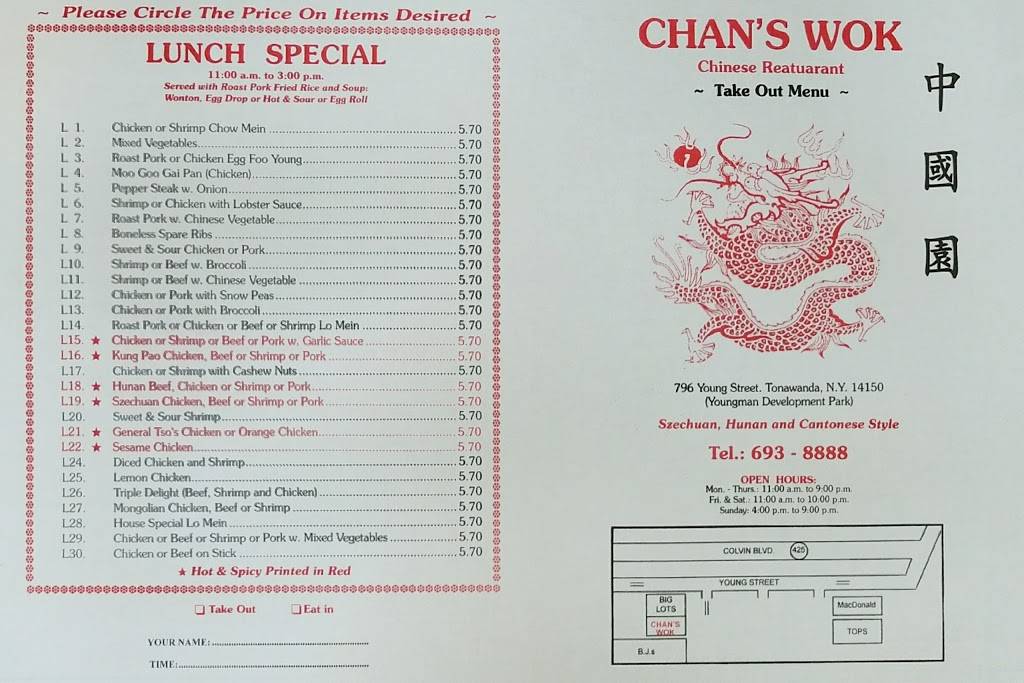 ~ Please Circle The Price On Items Desired ~
LUNCH SPECIAL
11:00 a.m. to 3:00 p.m.
Served with Roast Pork Fried Rice and Soup:
Wonton, Egg Drop or Hot & Sour or Egg Roll
L 1. Chicken or Shrimp Chow Mein 5.70
L 2. Mixed Vegetables 5.70
L 3. Roast Pork or Chicken Egg Foo Young 5.70
L 4. Moo Goo Gai Pan (Chicken) 5.70
L 5. Pepper Steak w. Onion 5.70
L 6. Shrimp or Chicken with Lobster Sauce 5.70
L 7. Roast Pork w. Chinese Vegetable 5.70
L 8. Boneless Spare Ribs 5.70
L 9. Sweet & Sour Chicken or Pork 5.70
L10. Shrimp or Beef w. Broccoli 5.70
L11. Shrimp or Beef w. Chinese Vegetable 5.70
L12. Chicken or Pork with Snow Peas 5.70
L13. Chicken or Pork with Broccoli 5.70
L14. Roast Pork or Chicken or Beef or Shrimp Lo Mein 5.70
L15. ★ Chicken or Shrimp or Beef or Pork w. Garlic Sauce 5.70
L16. ★ Kung Pao Chicken, Beef or Shrimp or Pork 5.70
L17. Chicken or Shrimp with Cashew Nuts 5.70
L18. ★ Hunan Beef, Chicken or Shrimp or Pork 5.70
L19. ★ Szechuan Chicken, Beef or Shrimp or Pork 5.70
L20. Sweet & Sour Shrimp 5.70
L21. ★ General Tso's Chicken or Orange Chicken 5.70
L22. ★ Sesame Chicken 5.70
L24. Diced Chicken and Shrimp 5.70
L25. Lemon Chicken 5.70
L26. Triple Delight (Beef, Shrimp and Chicken) 5.70
L27. Mongolian Chicken, Beef or Shrimp 5.70
L28. House Special Lo Mein 5.70
L29. Chicken or Beef or Shrimp or Pork w. Mixed Vegetables 5.70
L30. Chicken or Beef on Stick 5.70
★ Hot & Spicy Printed in Red
❏ Take Out ❏ Eat in
YOUR NAME:
TIME:
CHAN'S WOK
Chinese Reatuarant
~ Take Out Menu ~
中國園
796 Young Street. Tonawanda, N.Y. 14150
(Youngman Development Park)
Szechuan, Hunan and Cantonese Style
Tel.: 693 - 8888
OPEN HOURS:
Mon. - Thurs.: 11:00 a.m. to 9:00 p.m.
Fri. & Sat.: 11:00 a.m. to 10:00 p.m.
Sunday: 4:00 p.m. to 9:00 p.m.
COLVIN BLVD. 425
YOUNG STREET
BIG
LOTS
CHAN'S
WOK
B.J.s
MacDonald
TOPS